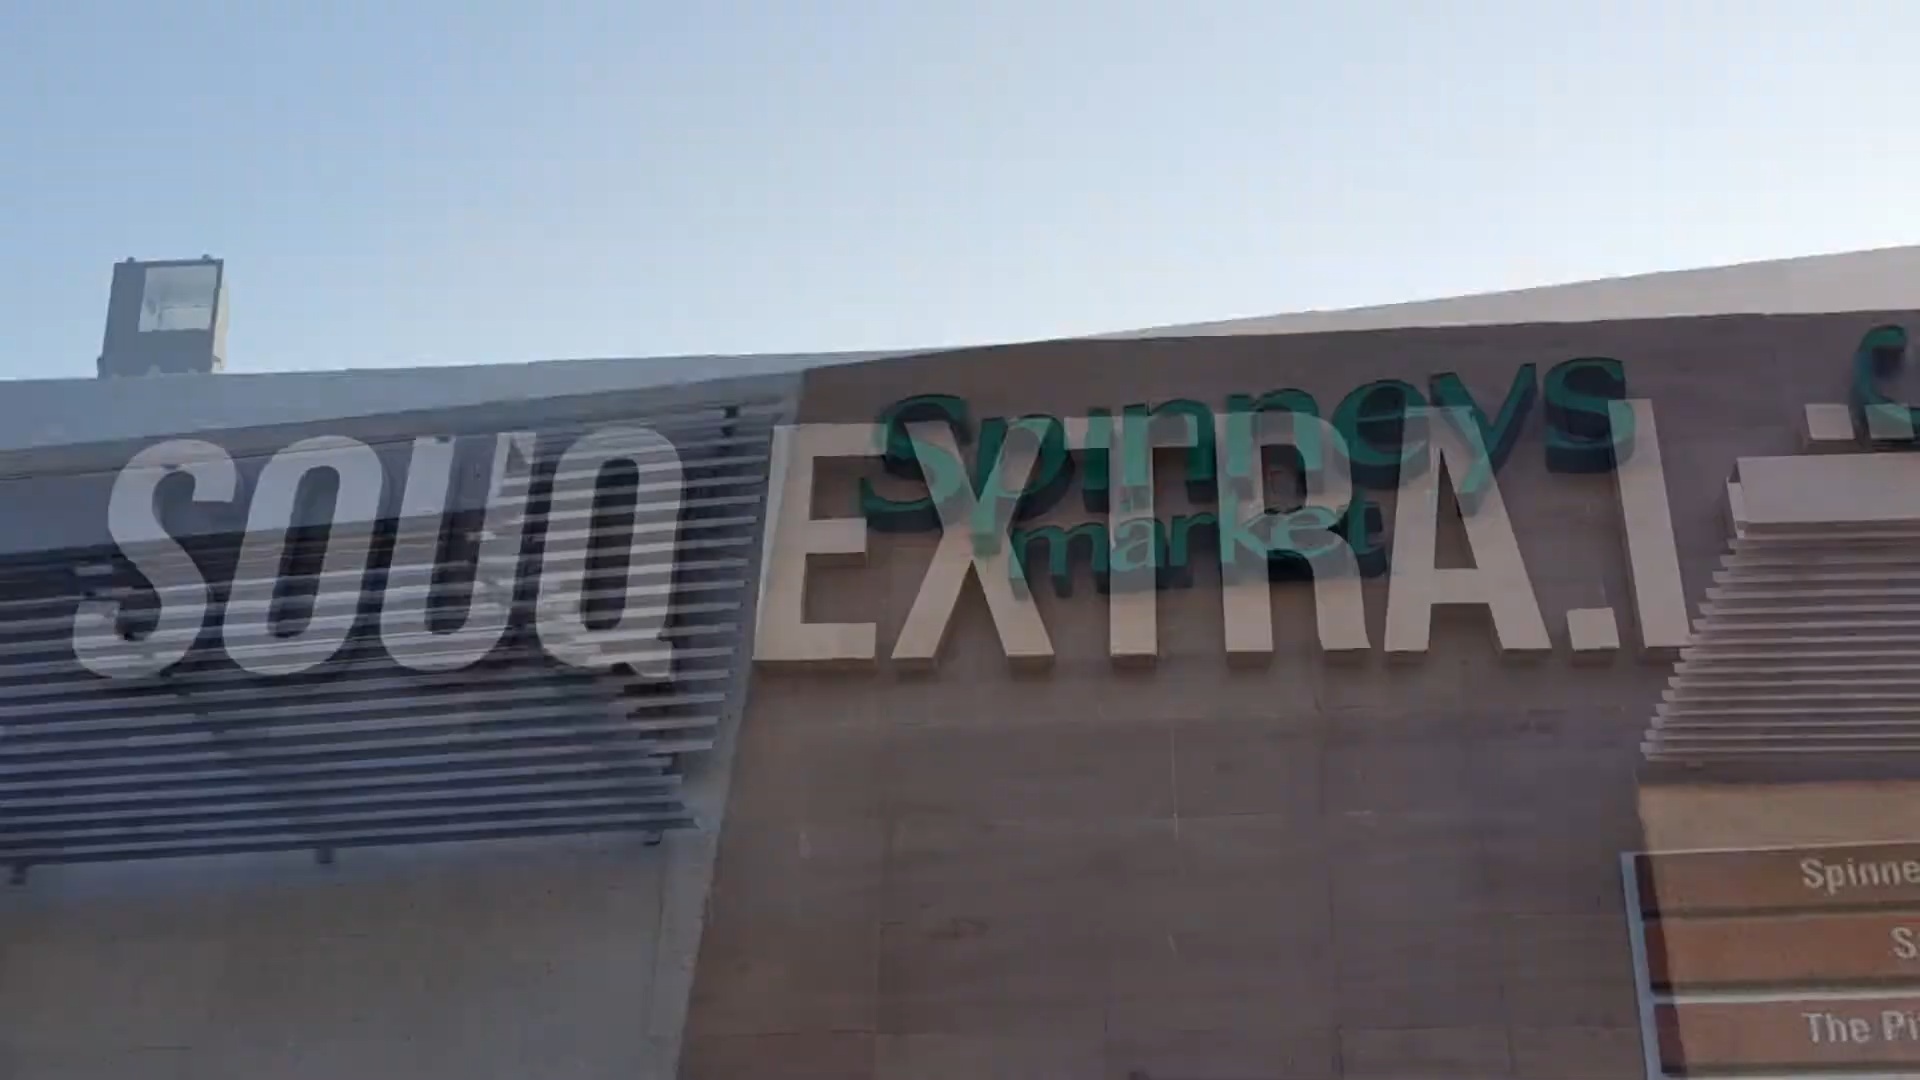 SOUQ EXTRA.I
Spinneys
market
Spinne
S
The Pi